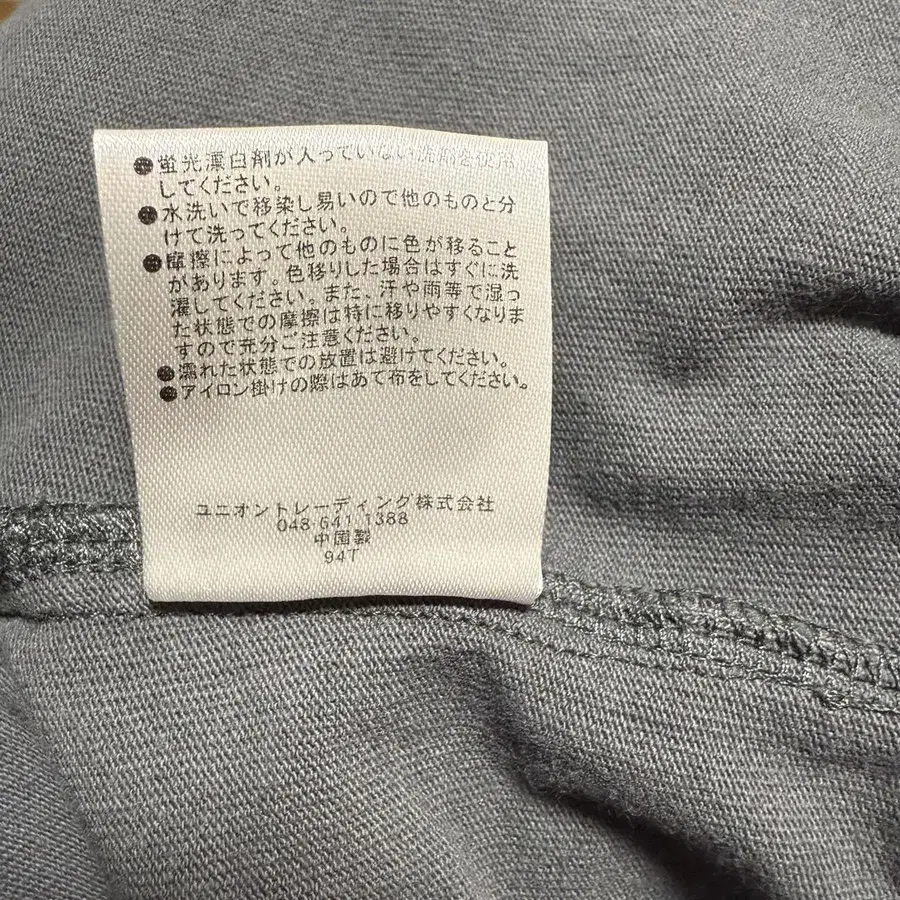 ●蛍光漂白剤が入っていない洗剤を使用
してください。
●水洗いで移染し易いので他のものと分
けて洗ってください。
●摩擦によって他のものに色が移ること
があります。色移りした場合はすぐに洗
濯してください。また、汗や雨等で湿っ
た状態での摩擦は特に移りやすくなりま
すので充分ご注意ください。
●濡れた状態での放置は避けてください。
●アイロン掛けの際はあて布をしてください。
ユニオントレーディング株式会社
048-641-1388
中国製
94T